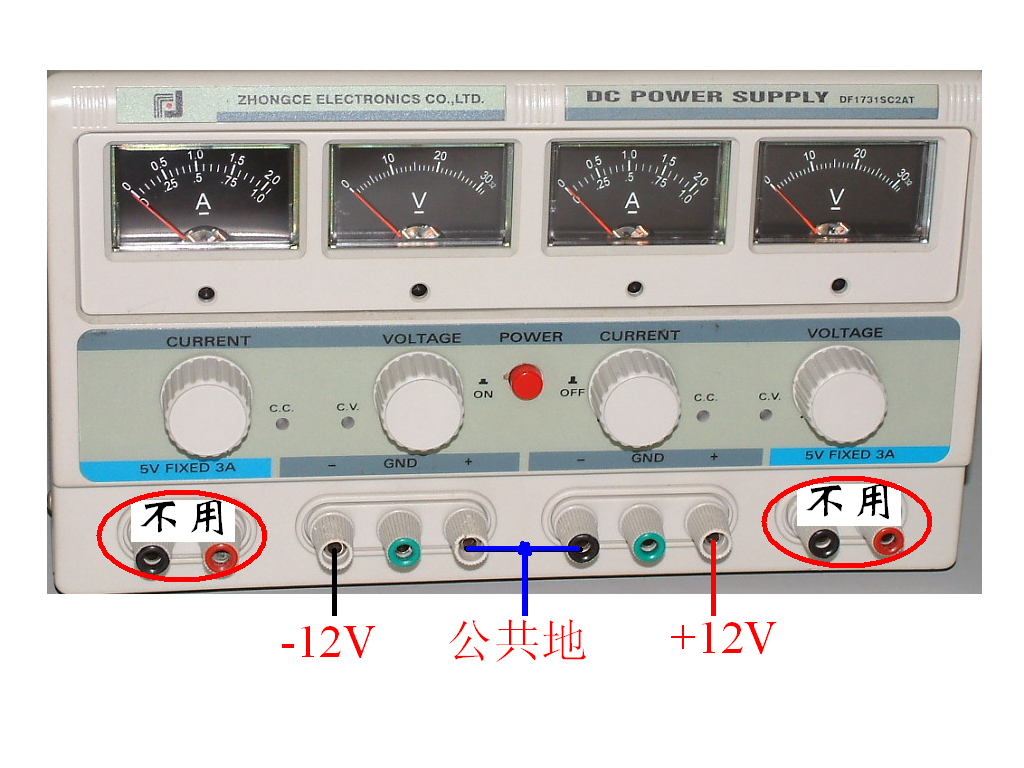 ZHONGCE ELECTRONICS CO.,LTD.
DC POWER SUPPLY DF1731SC2AT
0 0.5 1.0 1.5 2.0
0 .25 .5 .75 1.0
A
0 10 20 30
V
0 0.5 1.0 1.5 2.0
0 .25 .5 .75 1.0
A
0 10 20 30
V
CURRENT
VOLTAGE
POWER
CURRENT
VOLTAGE
ON
OFF
C.C.
C.V.
C.C.
C.V.
5V FIXED 3A
− GND +
− GND +
5V FIXED 3A
不用
不用
-12V
公共地
+12V